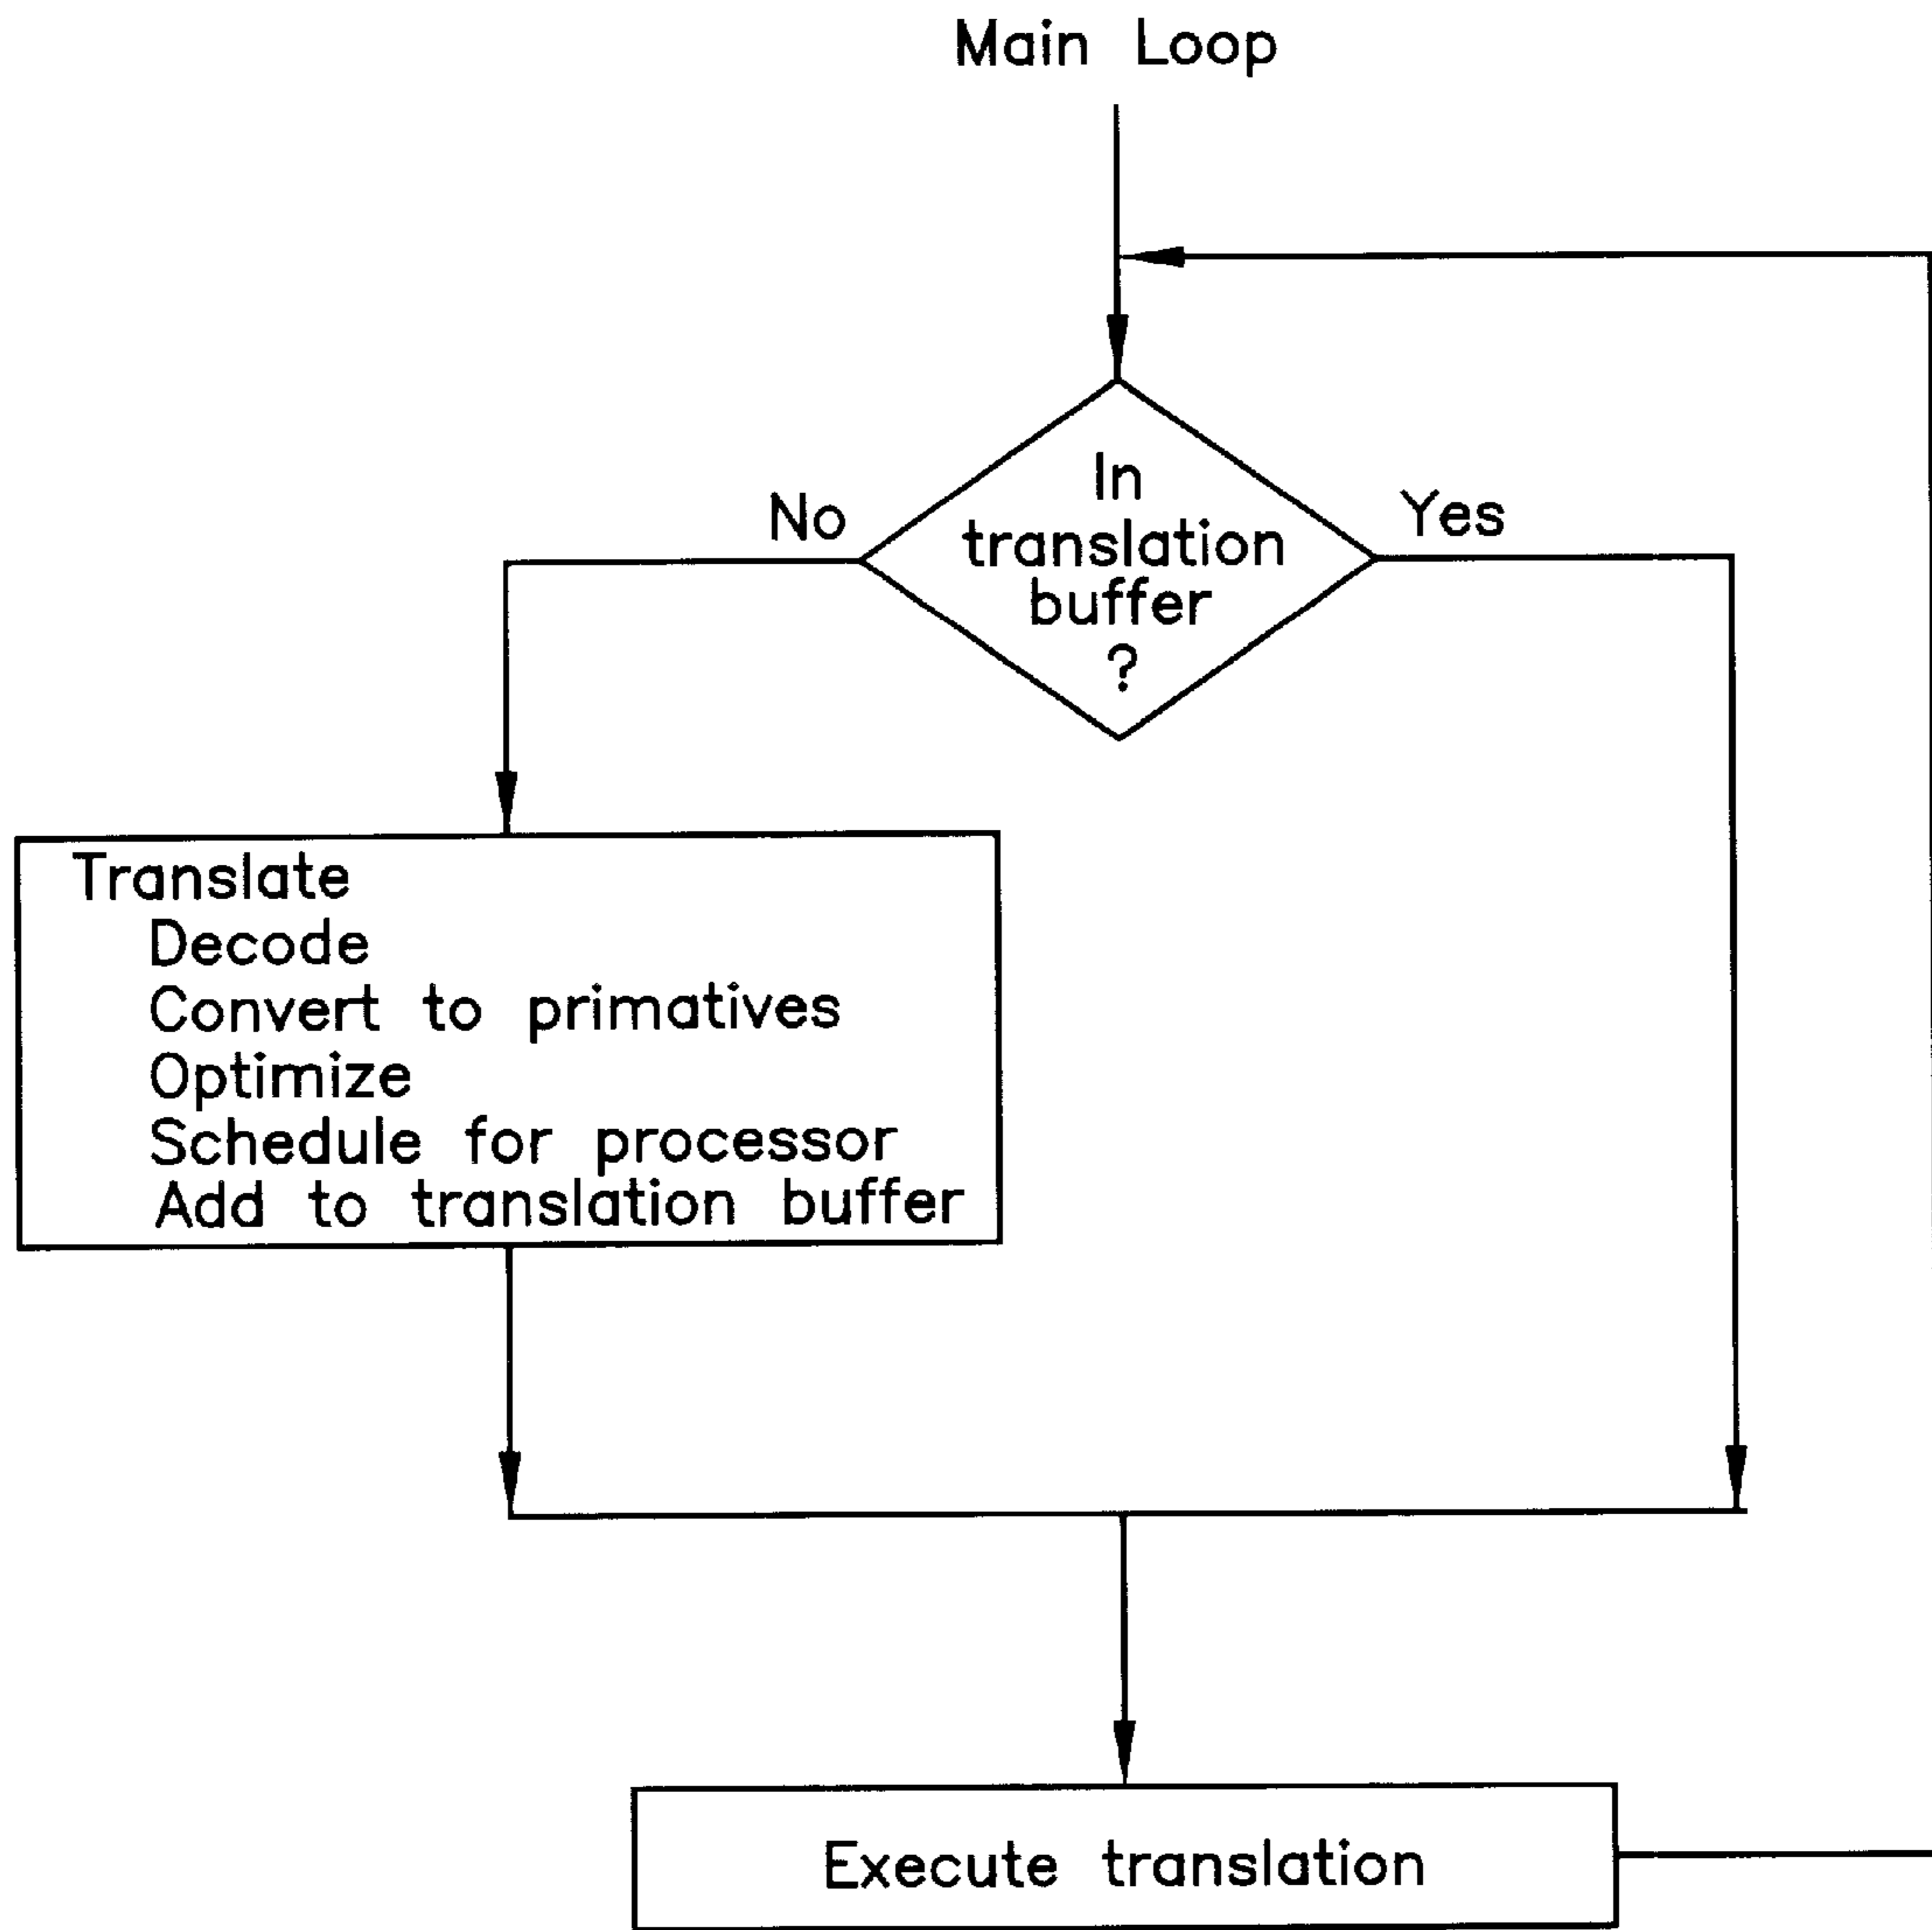 Main Loop
In
translation
buffer
?
No
Yes
Translate
Decode
Convert to primatives
Optimize
Schedule for processor
Add to translation buffer
Execute translation